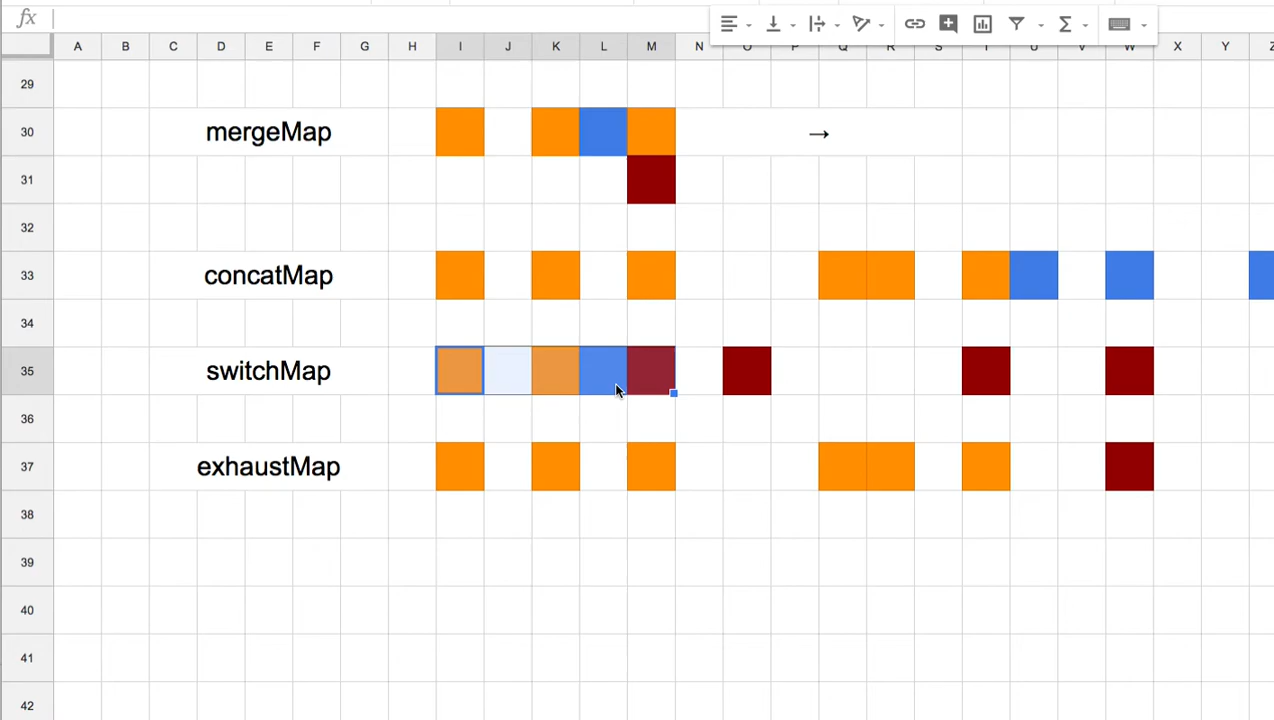 fx
A B C D E F G H I J K L M N O P Q R S T U V W X Y Z
29
30 mergeMap →
31
32
33 concatMap
34
35 switchMap
36
37 exhaustMap
38
39
40
41
42